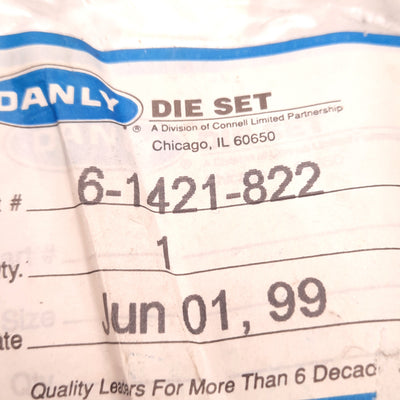 DANLY ® DIE SET
A Division of Connell Limited Partnership
Chicago, IL 60650
# 6-1421-822
ty. 1
ate Jun 01, 99
Quality Leaders For More Than 6 Decad